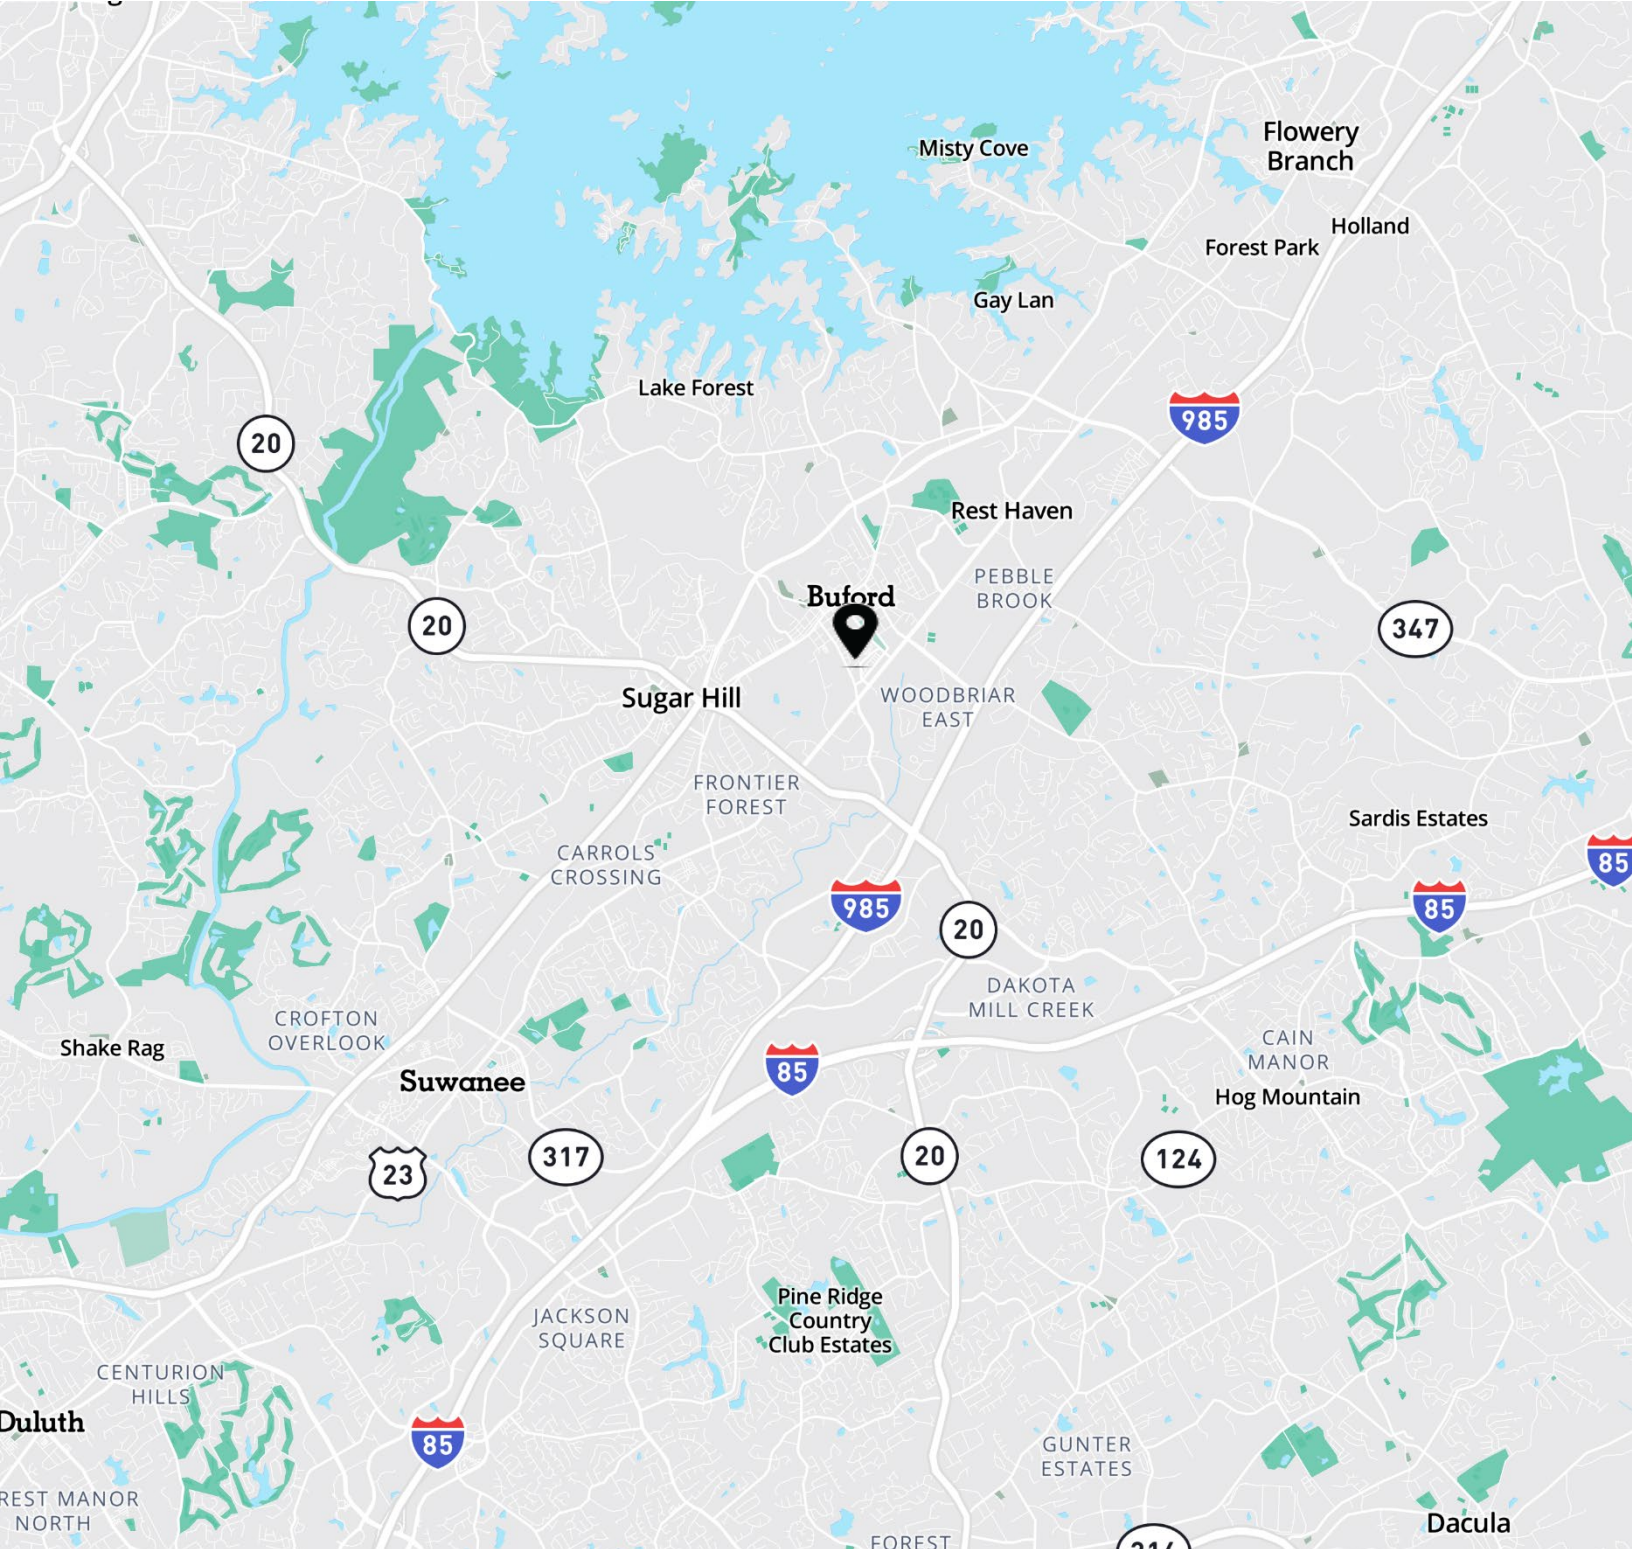 Misty Cove
Flowery
Branch
Holland
Forest Park
Gay Lan
Lake Forest
985
20
Rest Haven
PEBBLE
BROOK
Buford
20
347
Sugar Hill
WOODBRIAR
EAST
FRONTIER
FOREST
Sardis Estates
CARROLS
CROSSING
85
985
85
20
DAKOTA
MILL CREEK
CROFTON
OVERLOOK
CAIN
MANOR
Shake Rag
Suwanee
85
Hog Mountain
23
317
20
124
Pine Ridge
Country
Club Estates
JACKSON
SQUARE
CENTURION
HILLS
Duluth
85
GUNTER
ESTATES
REST MANOR
NORTH
Dacula
FOREST